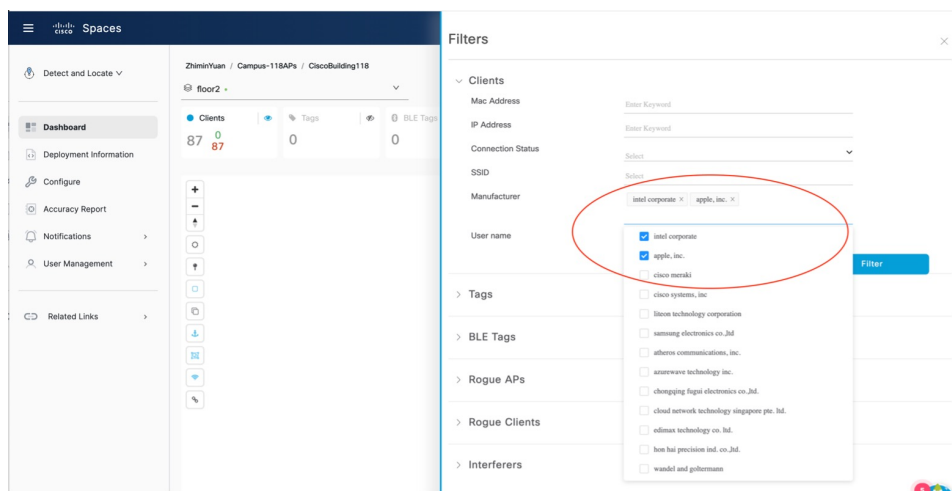 cisco Spaces
Detect and Locate
Dashboard
Deployment Information
Configure
Accuracy Report
Notifications
User Management
Related Links
ZhiminYuan / Campus-118APs / CiscoBuilding118
floor2
Clients
87 0 87
Tags
0
BLE Tags
0
Filters
Clients
Mac Address
Enter Keyword
IP Address
Enter Keyword
Connection Status
Select
SSID
Select
Manufacturer
intel corporate × apple, inc. ×
User name
intel corporate
apple, inc.
cisco meraki
cisco systems, inc
liteon technology corporation
samsung electronics co.,ltd
atheros communications, inc.
azurewave technology inc.
chongqing fugui electronics co.,ltd.
cloud network technology singapore pte. ltd.
edimax technology co. ltd.
hon hai precision ind. co.,ltd.
wandel and goltermann
Filter
Tags
BLE Tags
Rogue APs
Rogue Clients
Interferers